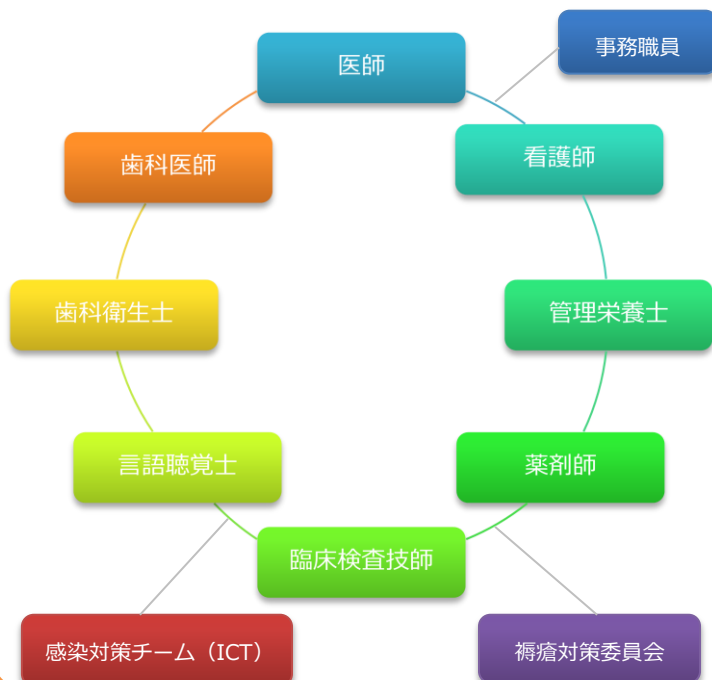 事務職員
医師
看護師
歯科医師
歯科衛生士
管理栄養士
言語聴覚士
薬剤師
臨床検査技師
感染対策チーム（ICT）
褥瘡対策委員会